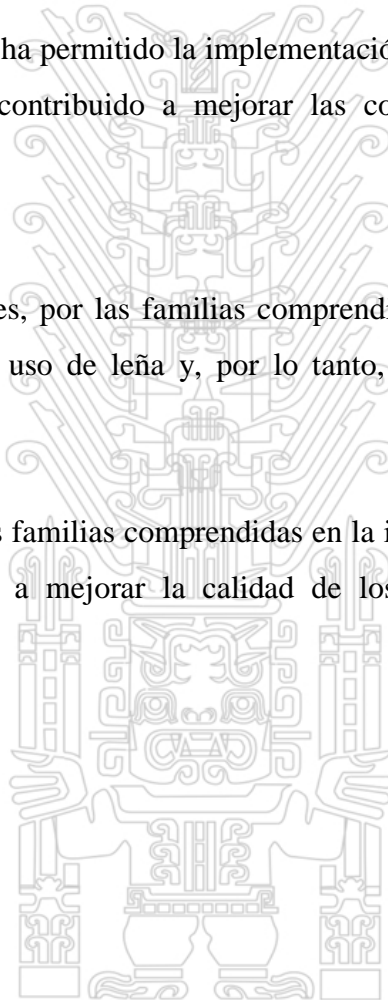 ha permitido la implementació
contribuido a mejorar las co
es, por las familias comprendi
uso de leña y, por lo tanto,
s familias comprendidas en la i
a mejorar la calidad de los